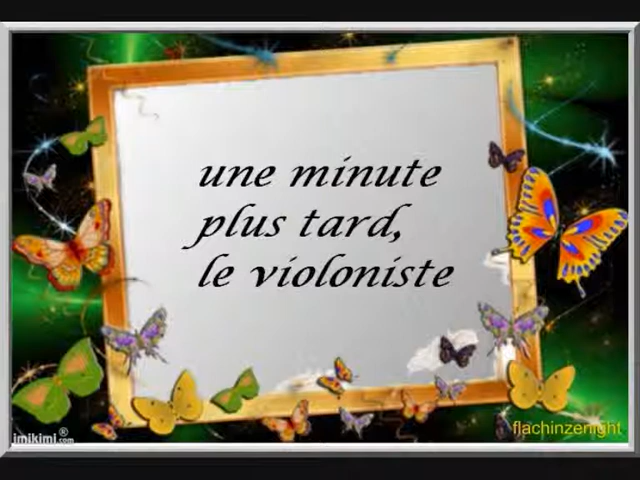 une minute
plus tard,
le violoniste
flachinzenight
imikimi®.com